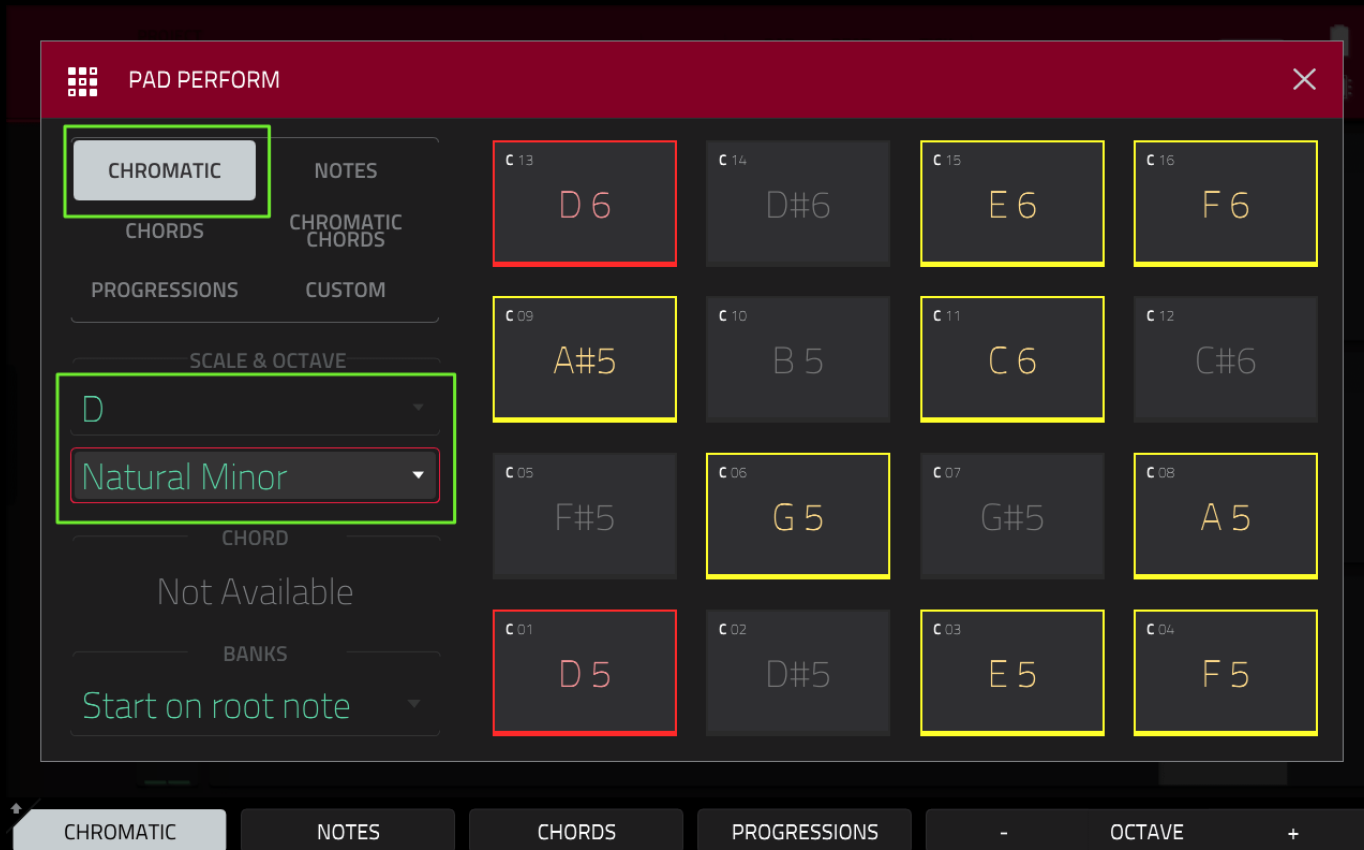 PAD PERFORM
CHROMATIC
NOTES
CHORDS
CHROMATIC
CHORDS
PROGRESSIONS
CUSTOM
SCALE & OCTAVE
D
Natural Minor
CHORD
Not Available
BANKS
Start on root note
C 13
D 6
C 14
D#6
C 15
E 6
C 16
F 6
C 09
A#5
C 10
B 5
C 11
C 6
C 12
C#6
C 05
F#5
C 06
G 5
C 07
G#5
C 08
A 5
C 01
D 5
C 02
D#5
C 03
E 5
C 04
F 5
CHROMATIC
NOTES
CHORDS
PROGRESSIONS
- OCTAVE +